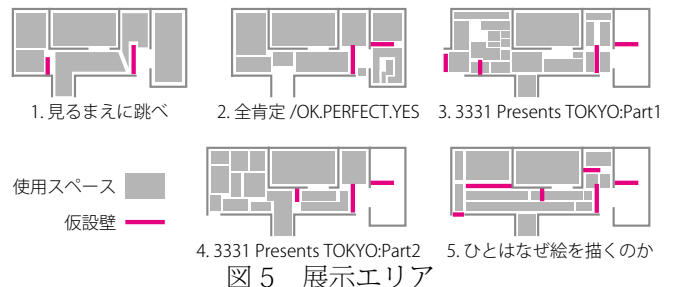 1. 見るまえに跳べ
2. 全肯定 /OK.PERFECT.YES
3. 3331 Presents TOKYO:Part1
使用スペース
仮設壁
4. 3331 Presents TOKYO:Part2
5. ひとはなぜ絵を描くのか
図 5　展示エリア